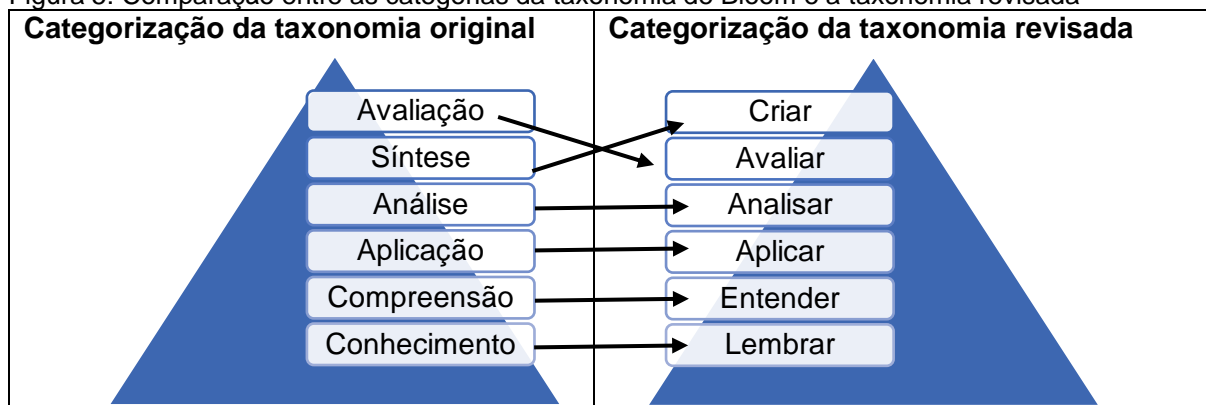 Figura 3: Comparação entre as categorias da taxonomia de Bloom e a taxonomia revisada
Categorização da taxonomia original
Avaliação
Síntese
Análise
Aplicação
Compreensão
Conhecimento
Categorização da taxonomia revisada
Criar
Avaliar
Analisar
Aplicar
Entender
Lembrar